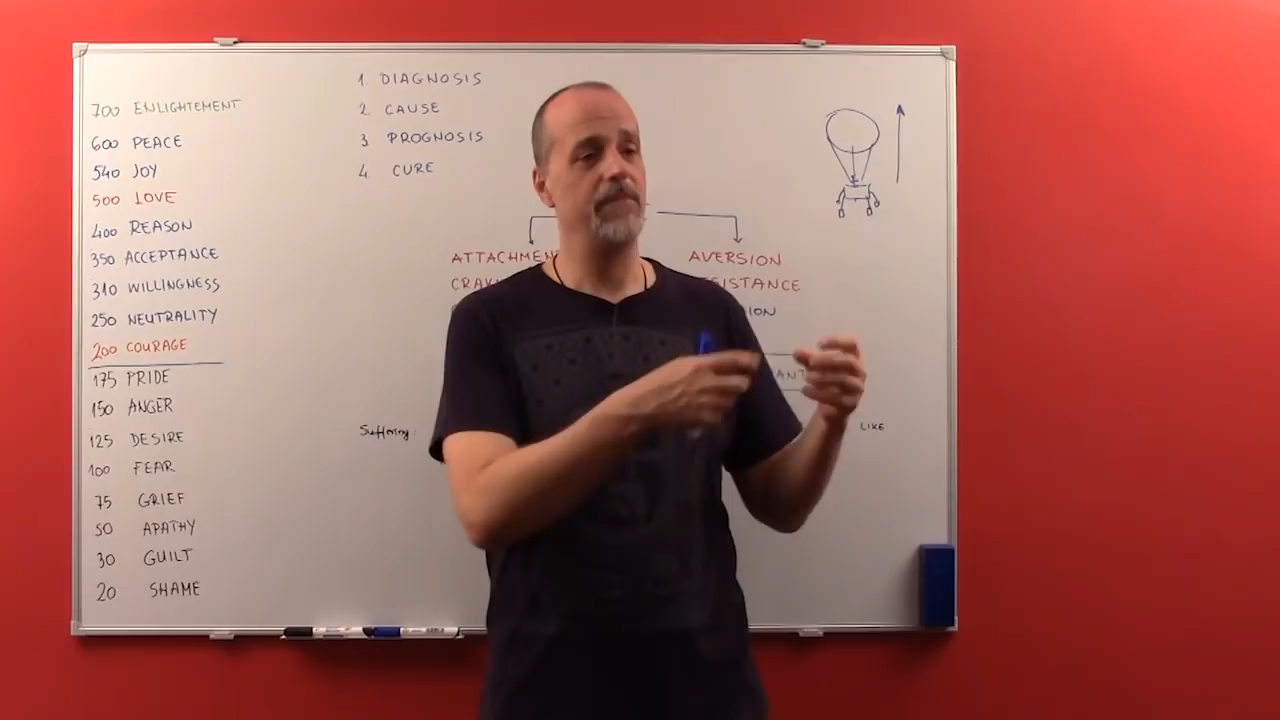 700 ENLIGHTEMENT
600 PEACE
540 JOY
500 LOVE
400 REASON
350 ACCEPTANCE
310 WILLINGNESS
250 NEUTRALITY
200 COURAGE
175 PRIDE
150 ANGER
125 DESIRE
100 FEAR
75 GRIEF
50 APATHY
30 GUILT
20 SHAME
1. DIAGNOSIS
2. CAUSE
3. PROGNOSIS
4. CURE
ATTACHMEN
AVERSION
Suffering:
LIKE